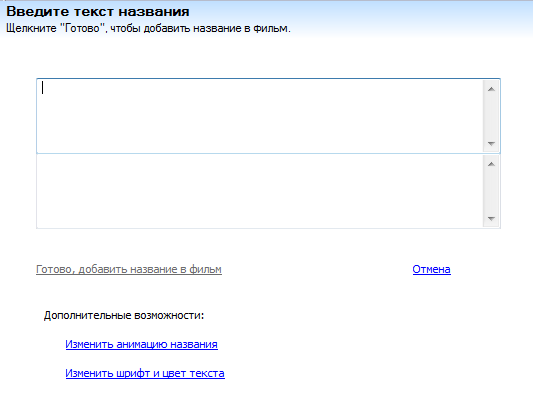 Введите текст названия
Щелкните "Готово", чтобы добавить название в фильм.
Готово, добавить название в фильм
Отмена
Дополнительные возможности:
Изменить анимацию названия
Изменить шрифт и цвет текста